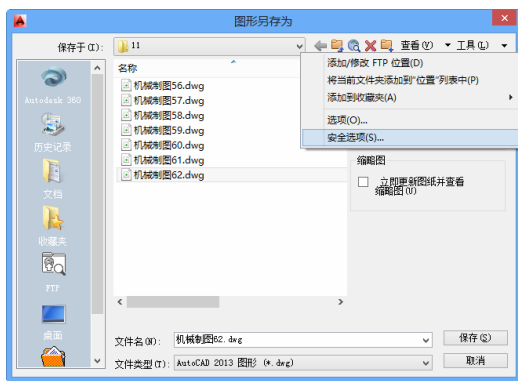 图形另存为
保存于(I):
11
查看(V)
工具(L)
添加/修改 FTP 位置(D)
将当前文件夹添加到“位置”列表中(P)
添加到收藏夹(A)
选项(O)...
安全选项(S)...
名称
机械制图56.dwg
机械制图57.dwg
机械制图58.dwg
机械制图59.dwg
机械制图60.dwg
机械制图61.dwg
机械制图62.dwg
Autodesk 360
历史记录
文档
收藏夹
FTP
桌面
缩略图
立即更新图纸并查看
缩略图(U)
文件名(N):
机械制图62.dwg
保存(S)
文件类型(T):
AutoCAD 2013 图形 (*.dwg)
取消